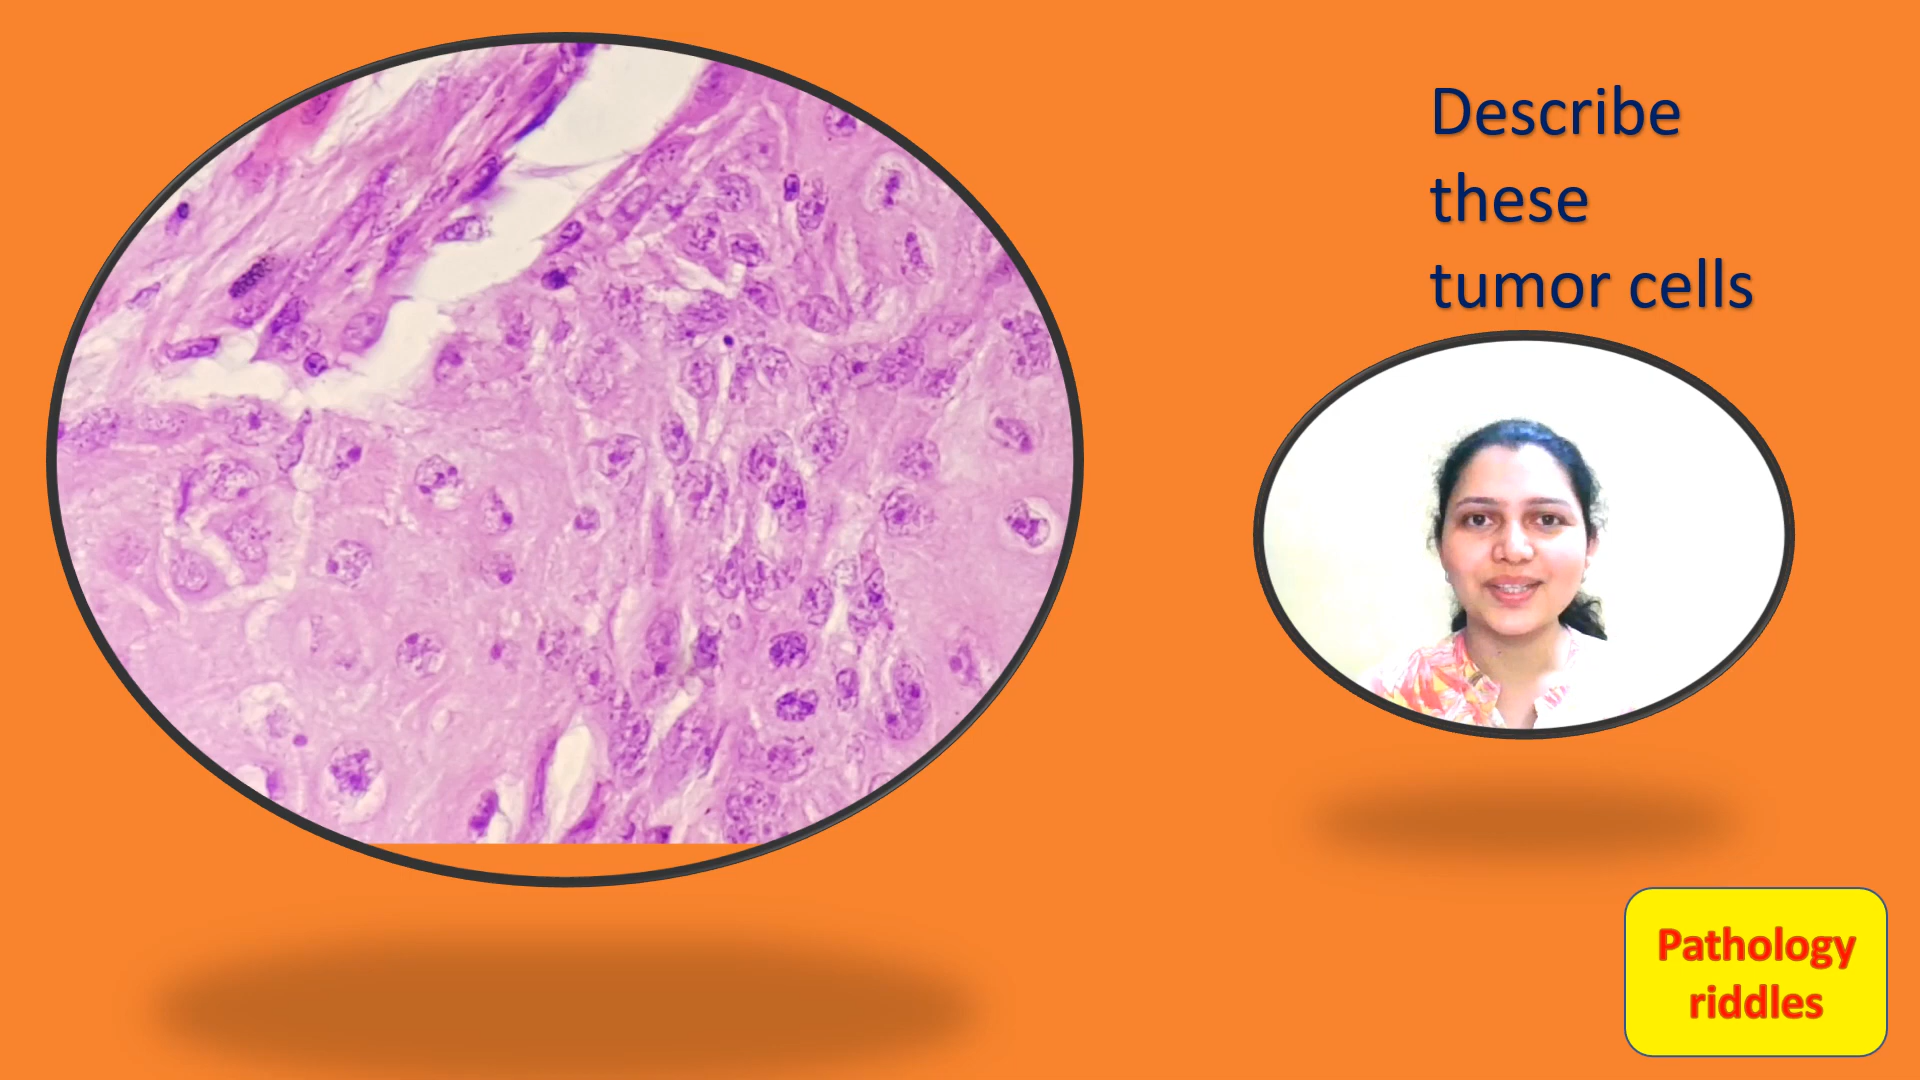 Describe
these
tumor cells
Pathology
riddles